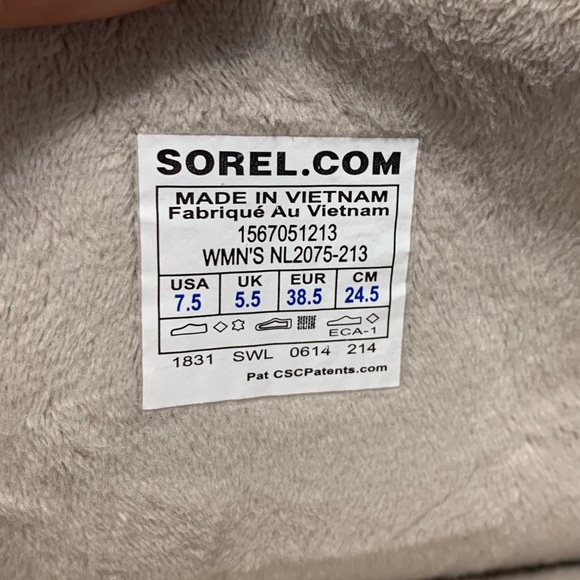 SOREL.COM
MADE IN VIETNAM
Fabriqué Au Vietnam
1567051213
WMN'S NL2075-213
USA UK EUR CM
7.5 5.5 38.5 24.5
ECA-1
1831 SWL 0614 214
Pat CSCPatents.com